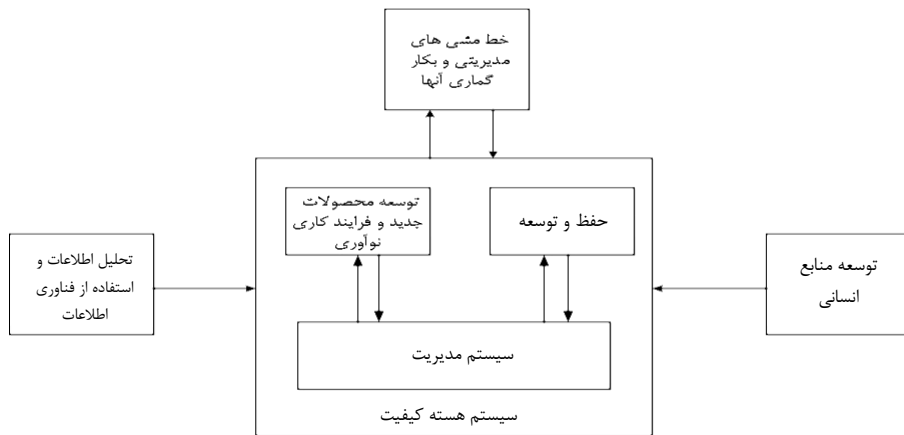 خط مشی های
مدیریتی و بکار
گماری آنها
توسعه محصولات
جدید و فرایند کاری
نوآوری
حفظ و توسعه
تحلیل اطلاعات و
استفاده از فناوری
اطلاعات
توسعه منابع
انسانی
سیستم مدیریت
سیستم هسته کیفیت